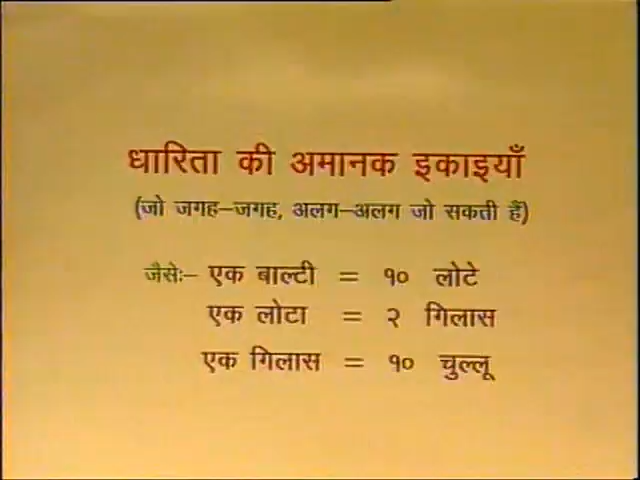 धारिता की अमानक इकाइयाँ
(जो जगह–जगह, अलग–अलग जो सकती हैं)
जैसेः– एक बाल्टी = १० लोटे
एक लोटा = २ गिलास
एक गिलास = १० चुल्लू